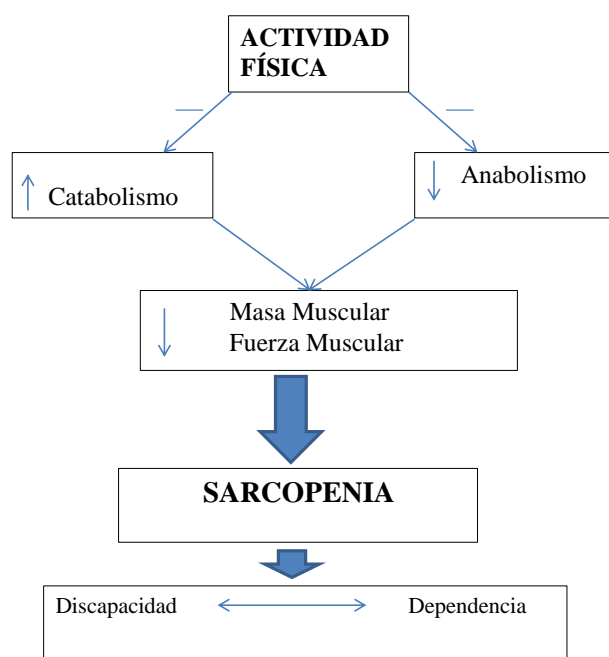 ACTIVIDAD
FÍSICA
Catabolismo
Anabolismo
Masa Muscular
Fuerza Muscular
SARCOPENIA
Discapacidad
Dependencia